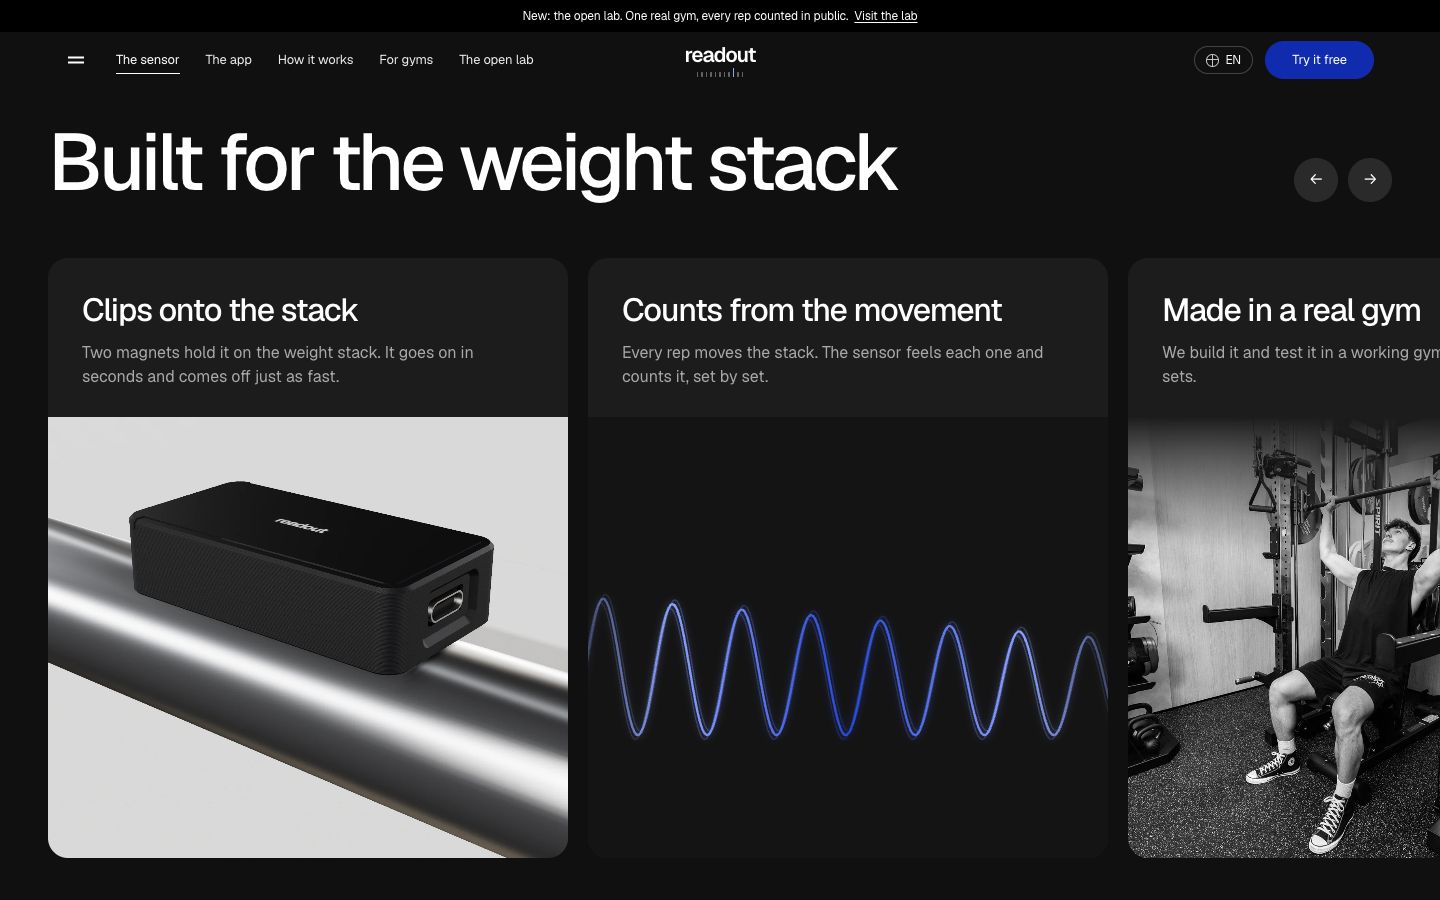 New: the open lab. One real gym, every rep counted in public. Visit the lab
The sensor
The app
How it works
For gyms
The open lab
readout
EN
Try it free
Built for the weight stack
Clips onto the stack
Two magnets hold it on the weight stack. It goes on in
seconds and comes off just as fast.
readout
Counts from the movement
Every rep moves the stack. The sensor feels each one and
counts it, set by set.
Made in a real gym
We build it and test it in a working gym
sets.
SPIRIT